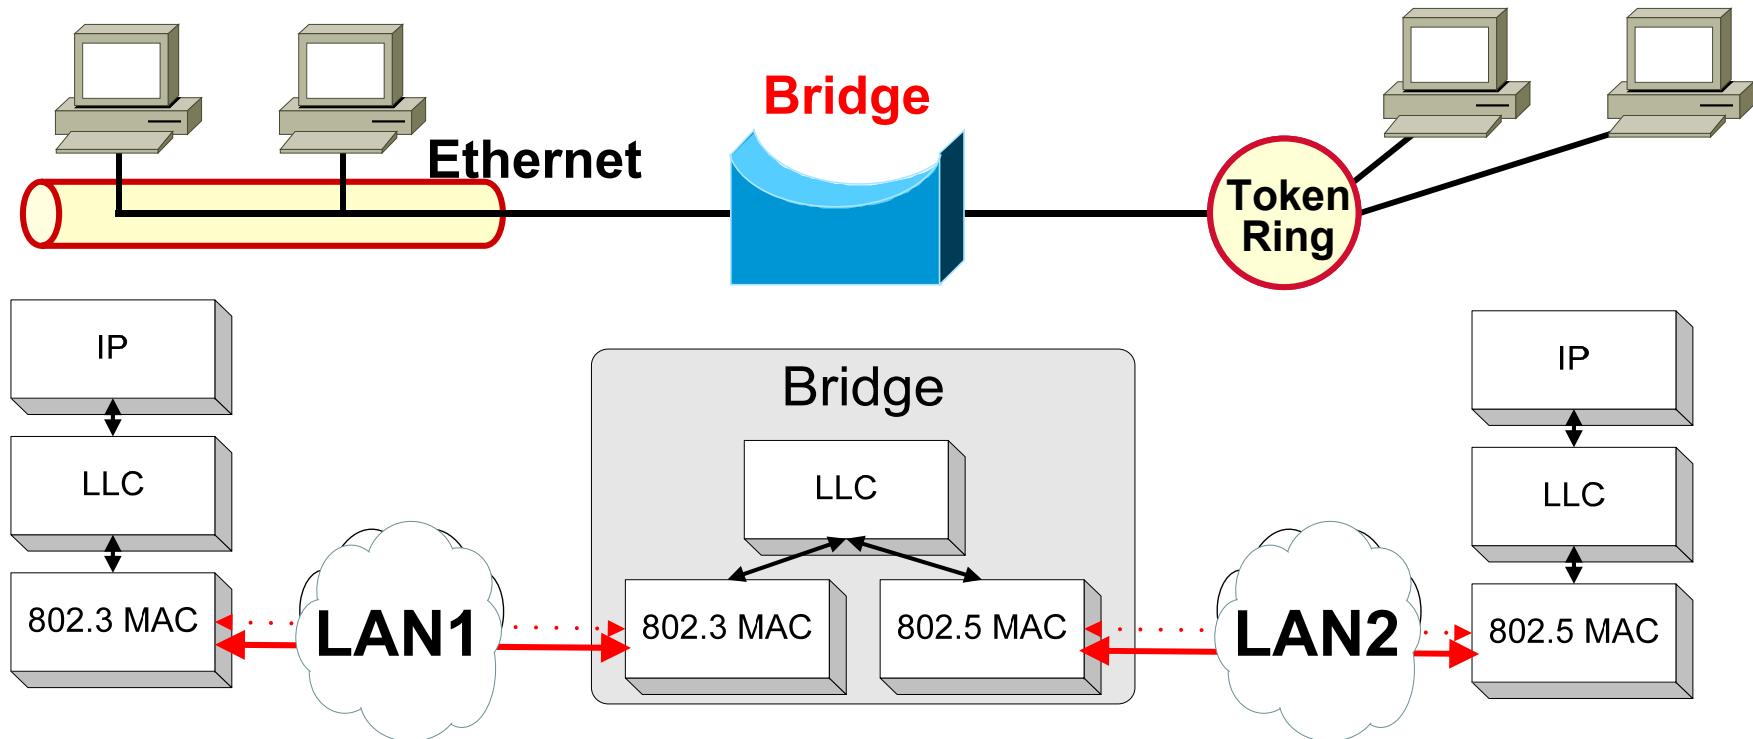 Bridge
Ethernet
Token
Ring
IP
LLC
802.3 MAC
LAN1
Bridge
LLC
802.3 MAC
802.5 MAC
LAN2
IP
LLC
802.5 MAC